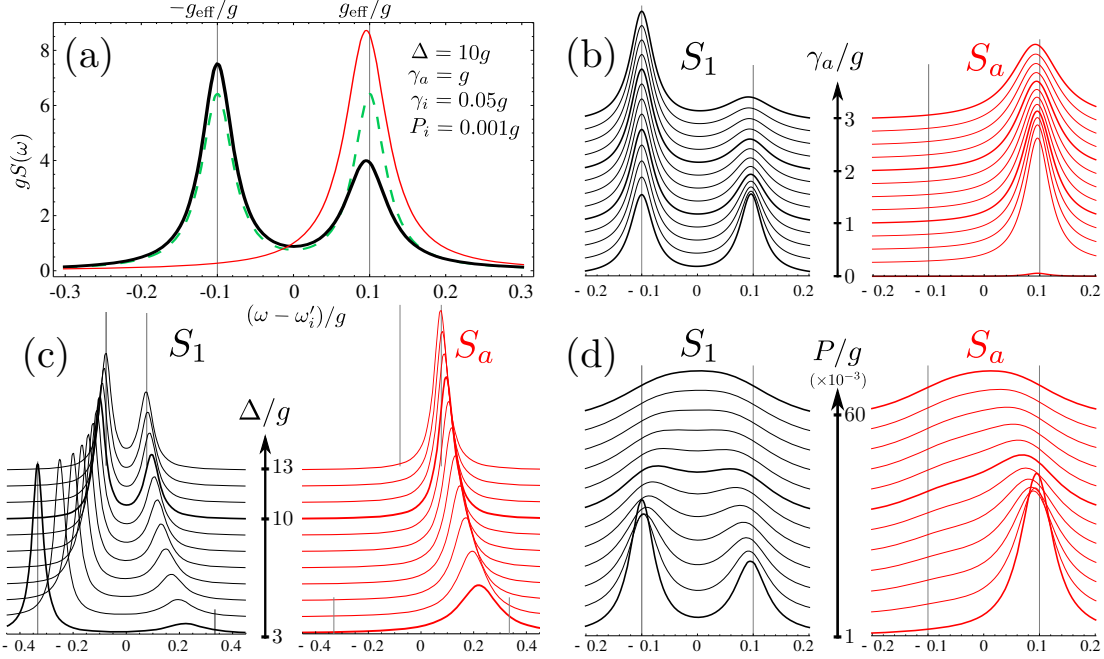 (a)
−g_eff/g
g_eff/g
Δ = 10g
γ_a = g
γ_i = 0.05g
P_i = 0.001g
gS(ω)
8
6
4
2
0
-0.3 -0.2 -0.1 0 0.1 0.2 0.3
(ω − ω′_i)/g
(b)
S_1
γ_a/g
S_a
3
2
1
0
- 0.2 - 0.1 0 0.1 0.2
- 0.2 - 0.1 0 0.1 0.2
(c)
S_1
Δ/g
S_a
13
10
3
- 0.4 - 0.2 0 0.2 0.4
- 0.4 - 0.2 0 0.2 0.4
(d)
S_1
P/g
(×10⁻³)
S_a
60
1
- 0.2 - 0.1 0 0.1 0.2
- 0.2 - 0.1 0 0.1 0.2